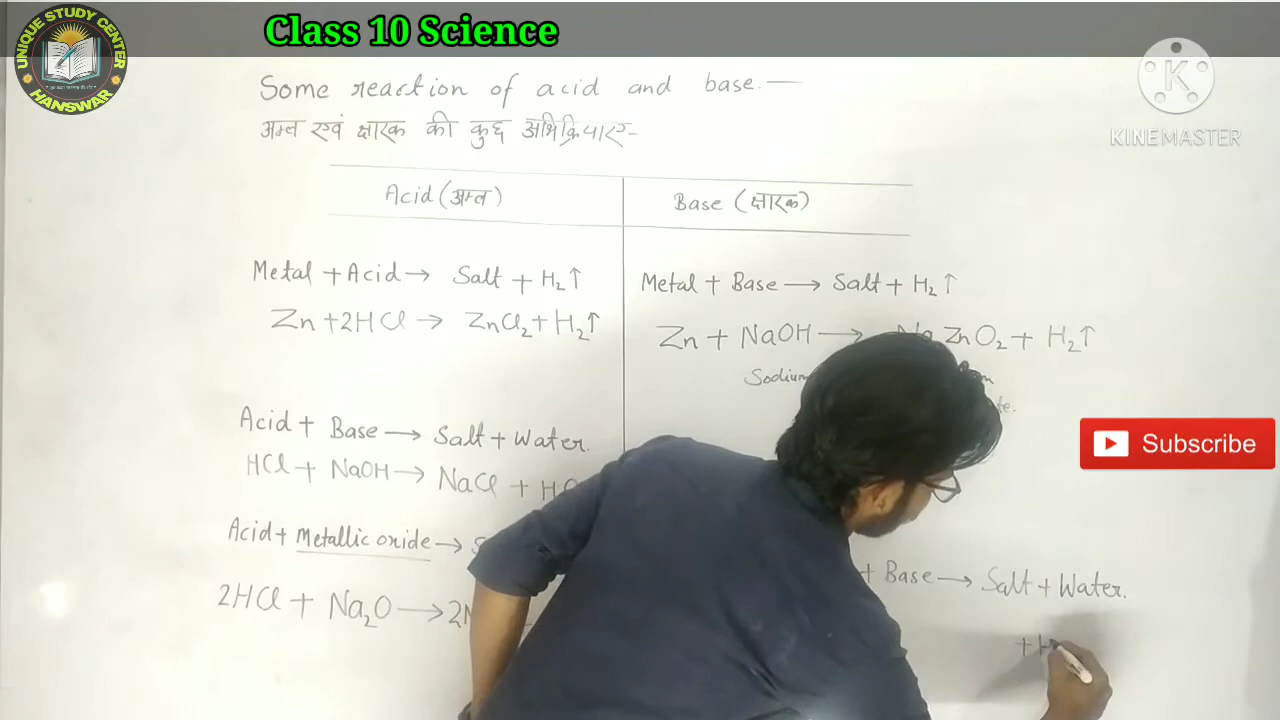 Class 10 Science
UNIQUE STUDY CENTER
HANSWAR
KINEMASTER
Some reaction of acid and base.—
अम्ल एवं क्षारक की कुछ अभिक्रियाए-
Acid (अम्ल)
Base (क्षारक)
Metal + Acid → Salt + H₂↑
Zn + 2HCl → ZnCl₂ + H₂↑
Acid + Base → Salt + Water.
HCl + NaOH → NaCl +
Acid + Metallic oxide →
2HCl + Na₂O → 2
Metal + Base → Salt + H₂↑
Zn + NaOH → ZnO₂ + H₂↑
Sodium
Subscribe
+ Base → Salt + Water.
+ H